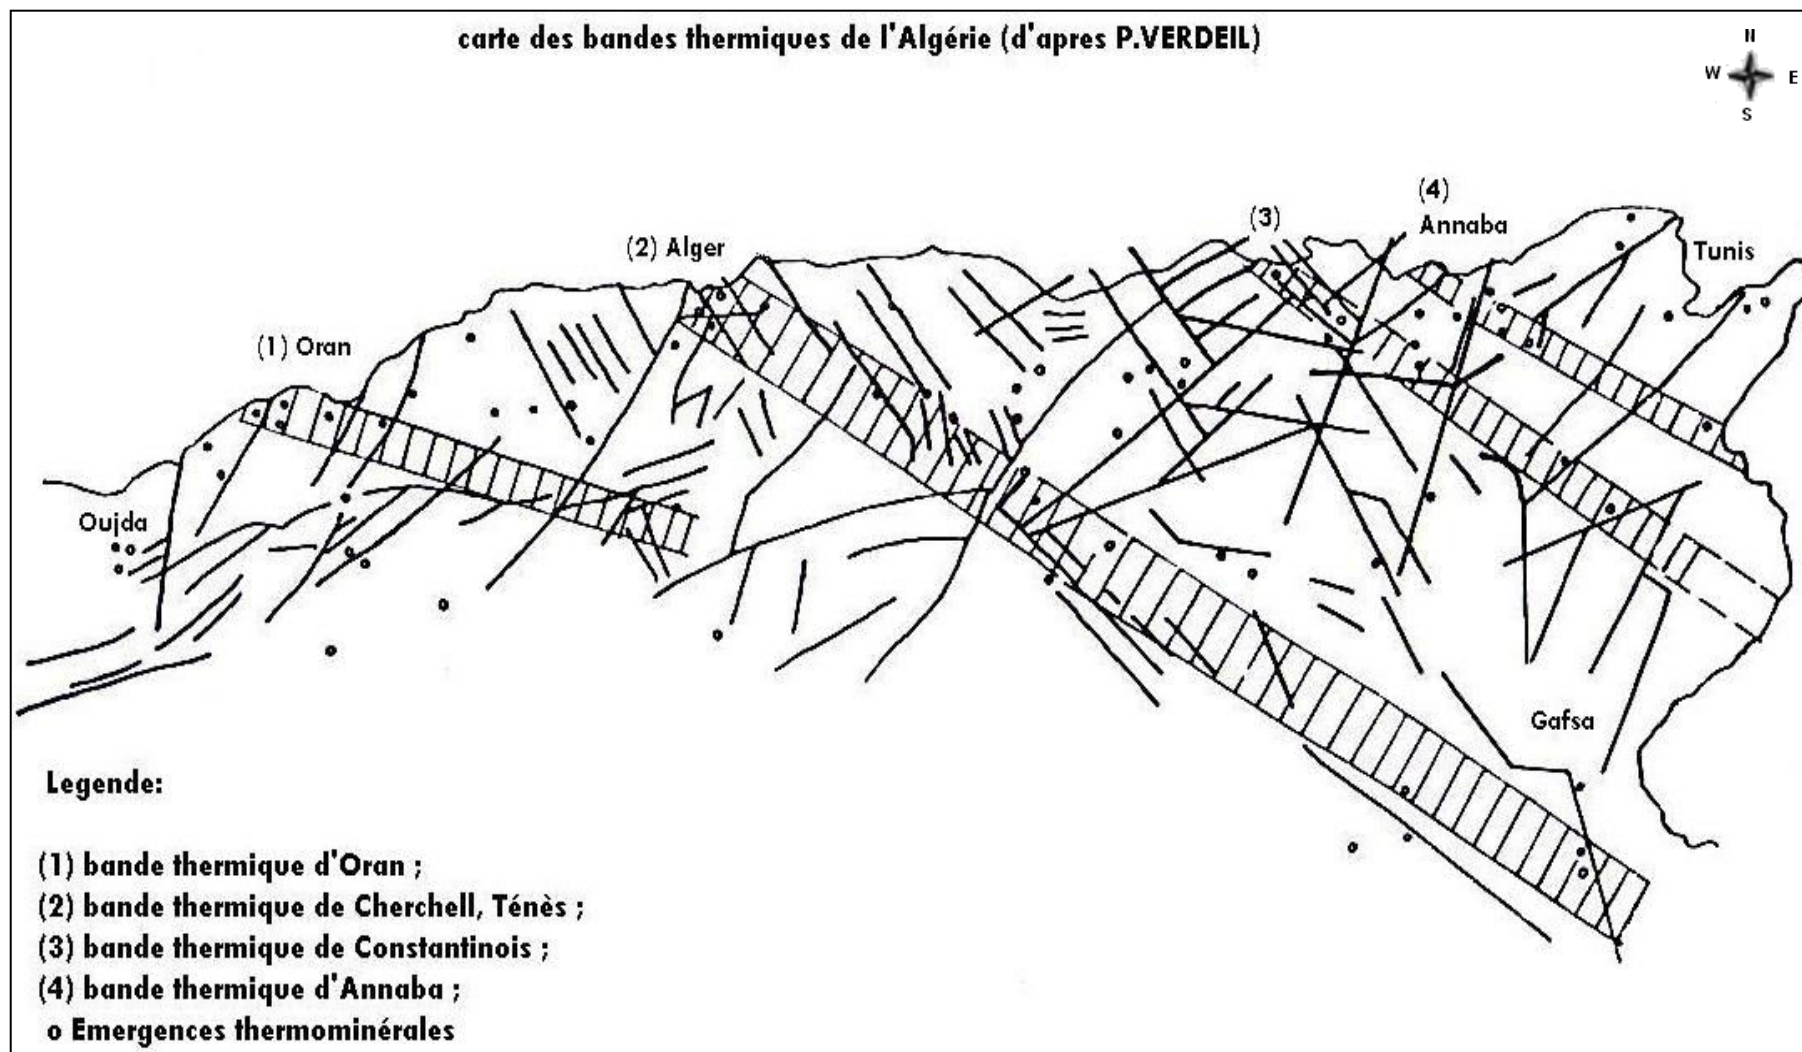 carte des bandes thermiques de l'Algérie (d'apres P.VERDEIL)
N
W E
S
(4)
Annaba
(3)
(2) Alger
Tunis
(1) Oran
Oujda
Gafsa
Legende:
(1) bande thermique d'Oran ;
(2) bande thermique de Cherchell, Ténès ;
(3) bande thermique de Constantinois ;
(4) bande thermique d'Annaba ;
o Emergences thermominérales